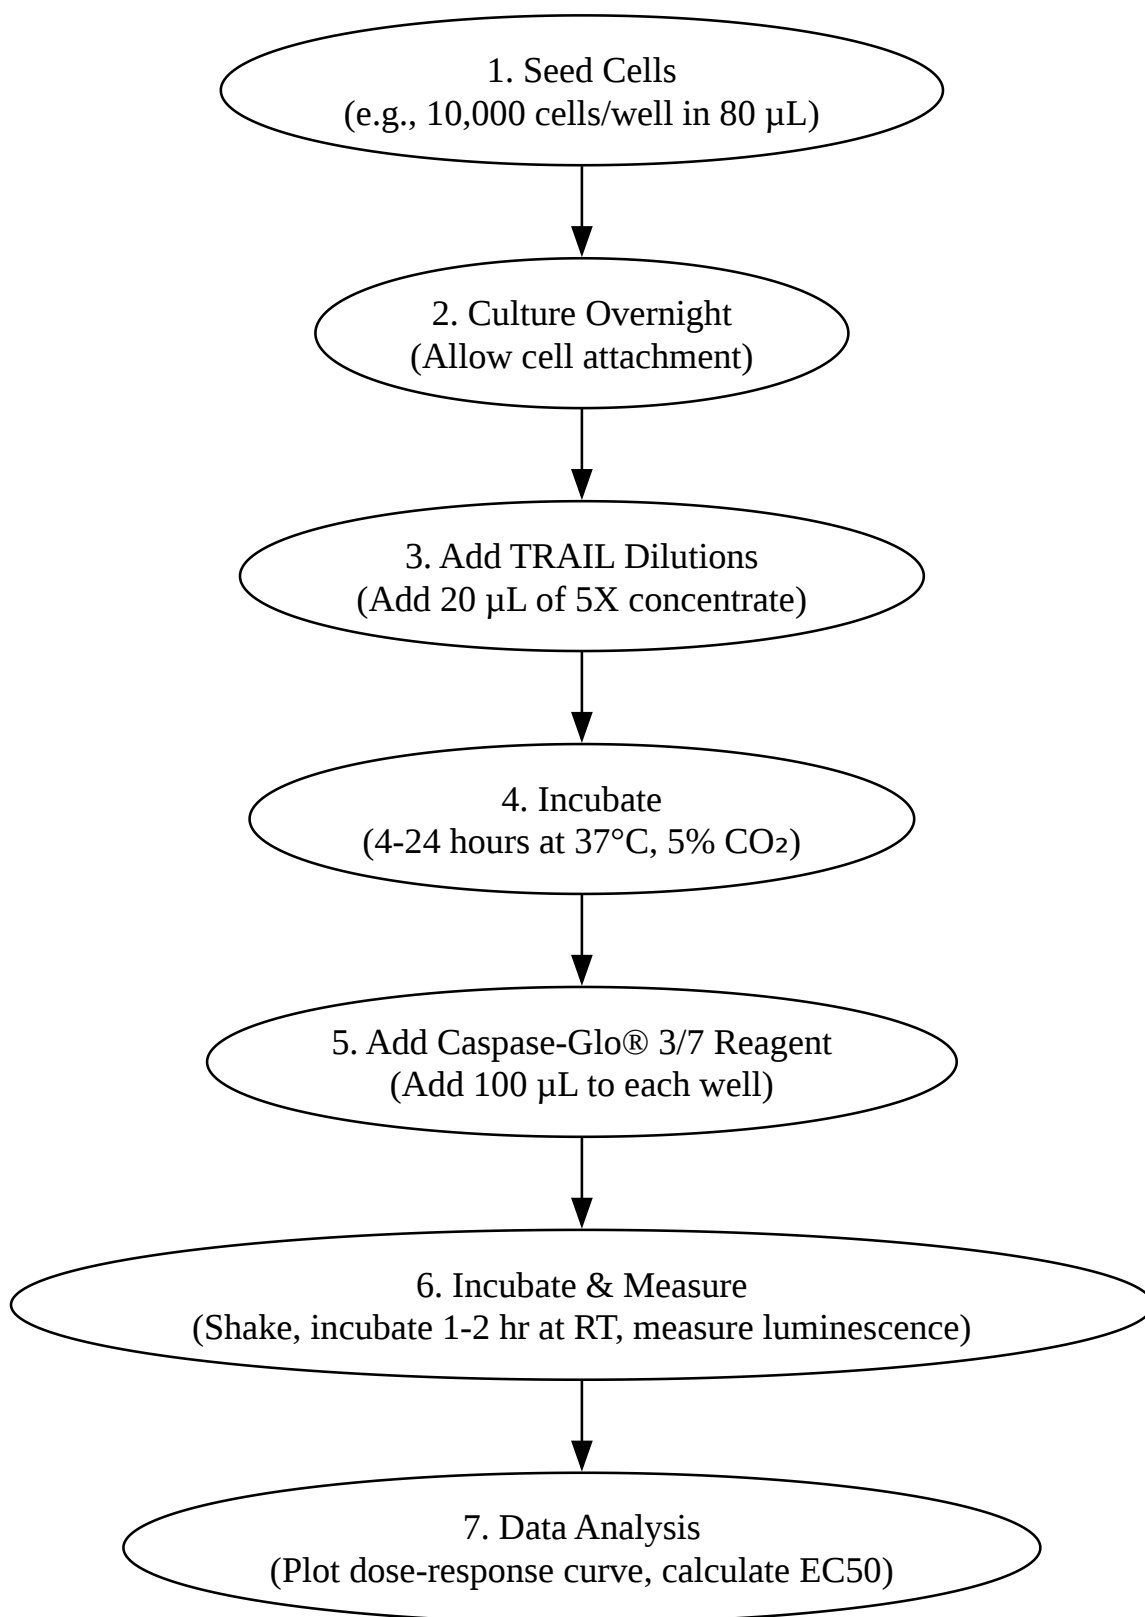 1. Seed Cells
(e.g., 10,000 cells/well in 80 µL)
2. Culture Overnight
(Allow cell attachment)
3. Add TRAIL Dilutions
(Add 20 µL of 5X concentrate)
4. Incubate
(4-24 hours at 37°C, 5% CO₂)
5. Add Caspase-Glo® 3/7 Reagent
(Add 100 µL to each well)
6. Incubate & Measure
(Shake, incubate 1-2 hr at RT, measure luminescence)
7. Data Analysis
(Plot dose-response curve, calculate EC50)